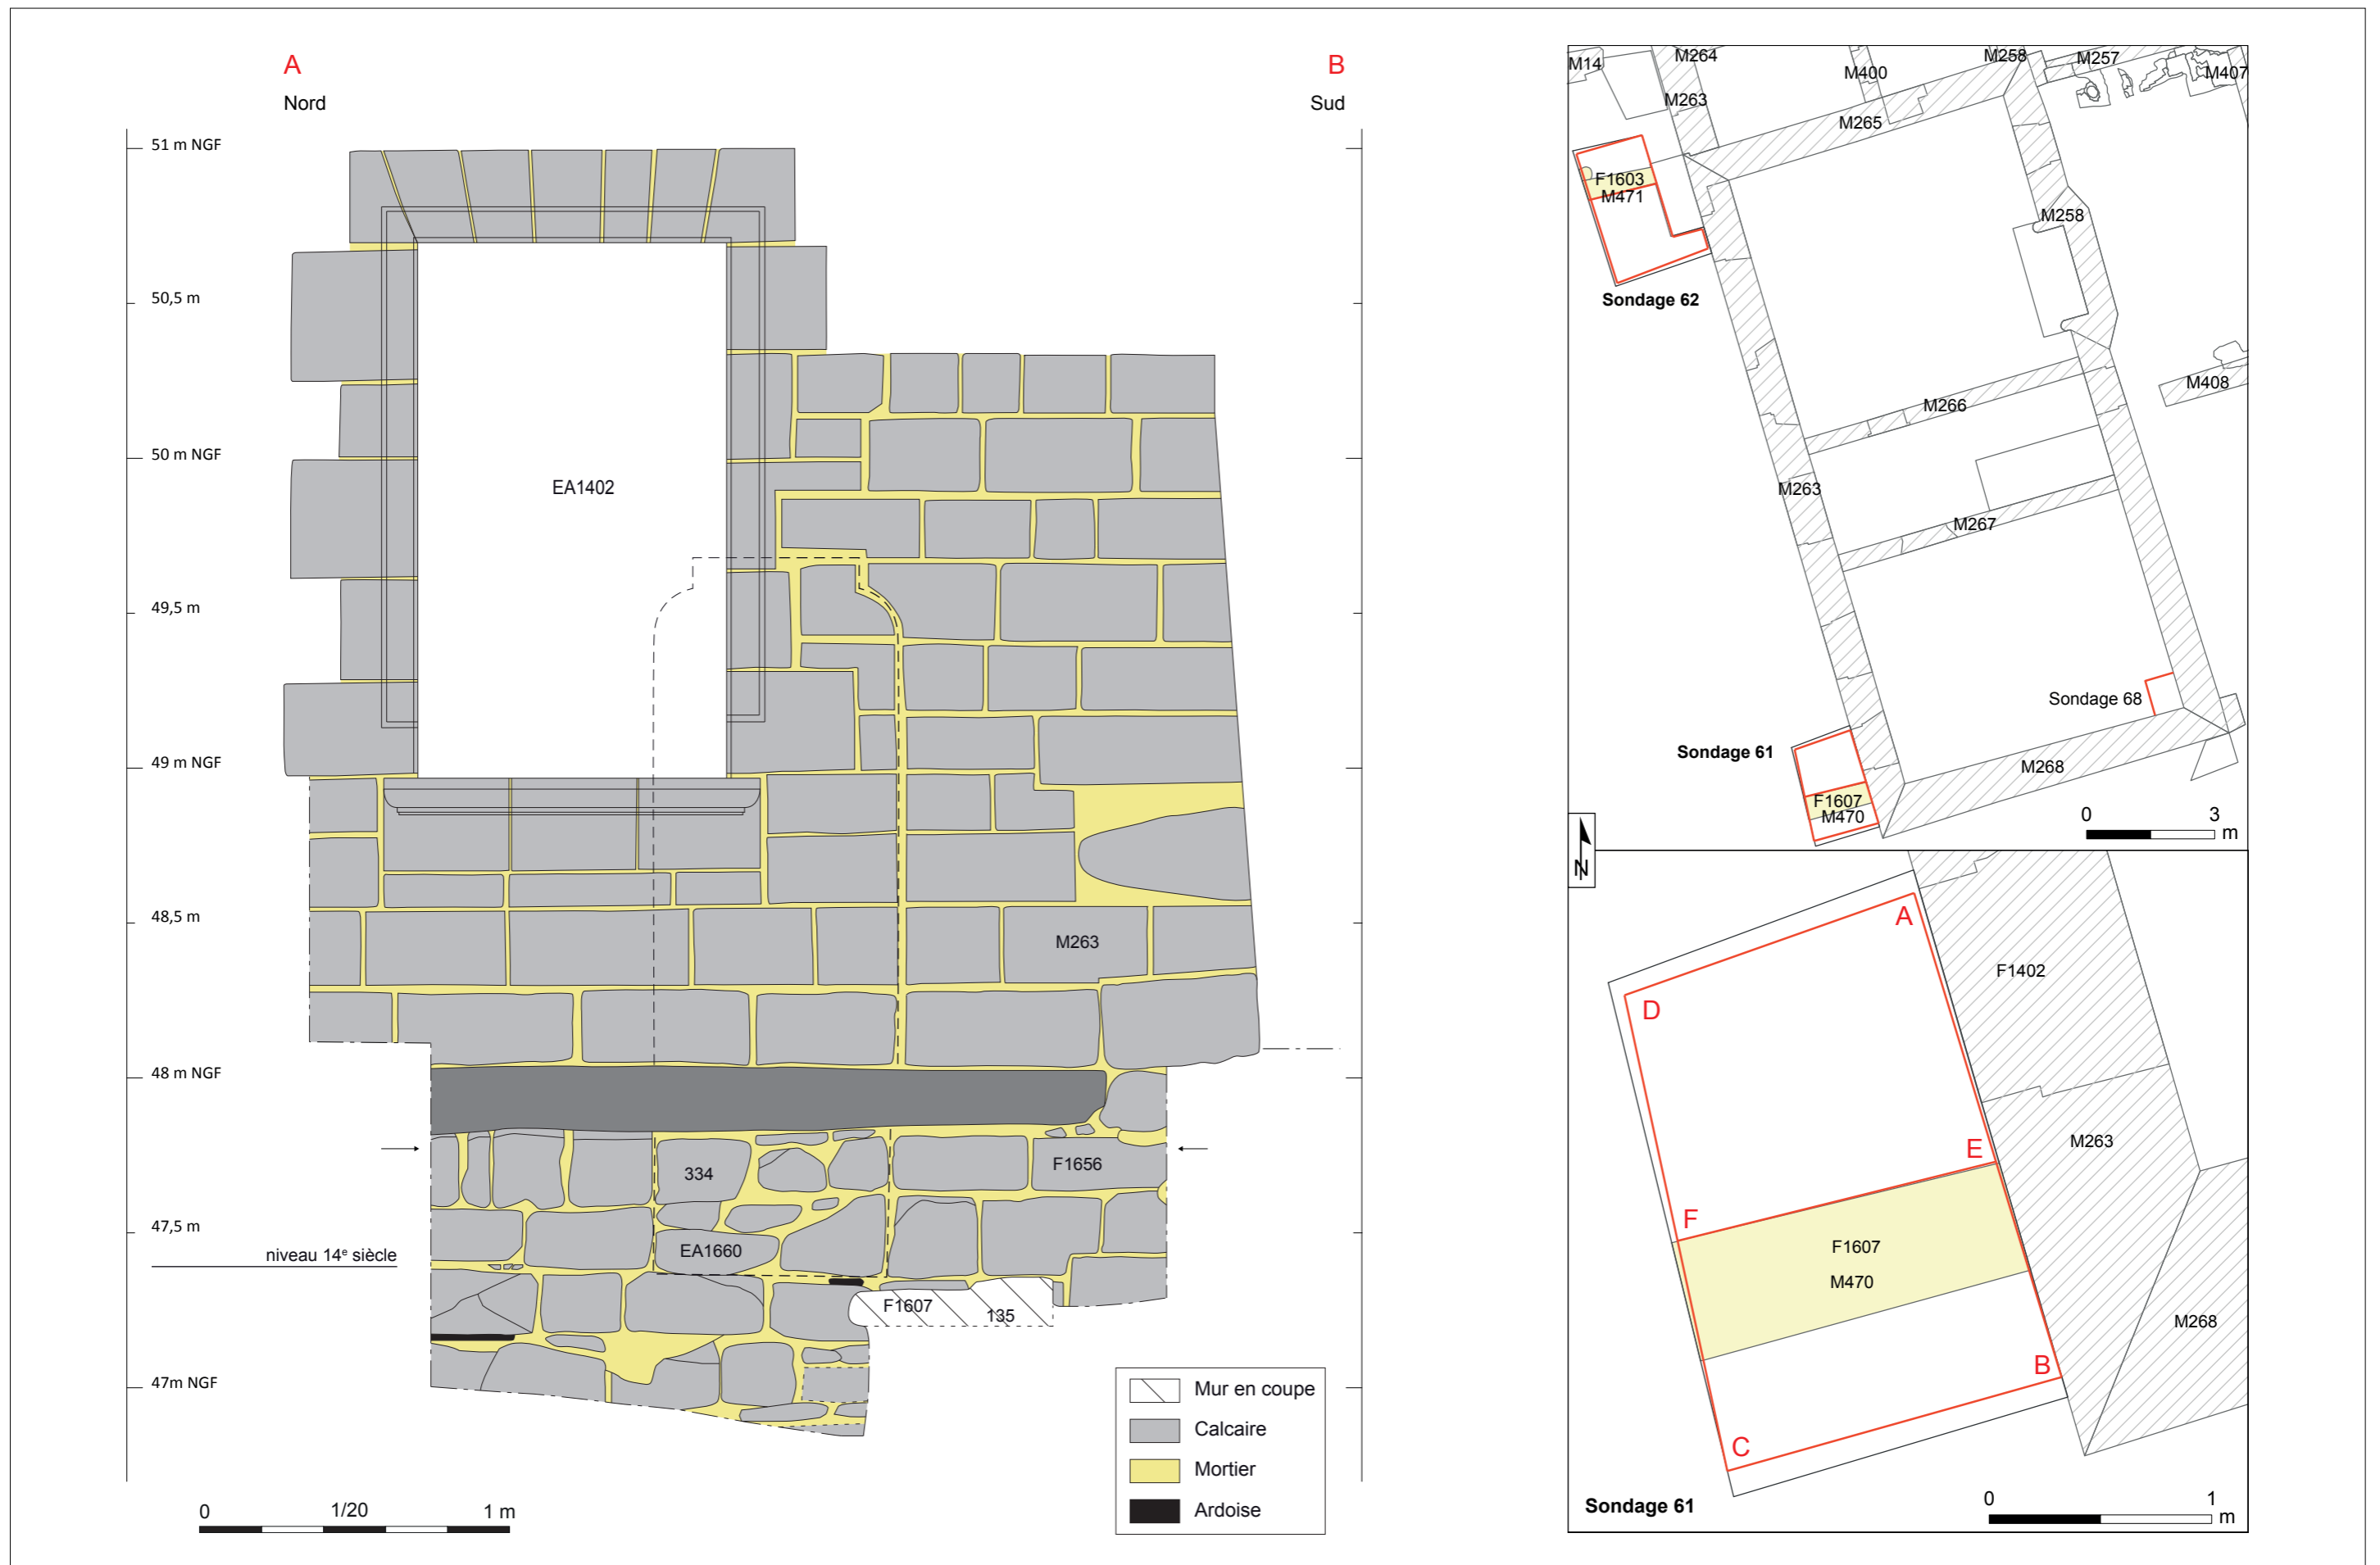 A
Nord
B
Sud
51 m NGF
50,5 m
50 m NGF
49,5 m
49 m NGF
48,5 m
48 m NGF
47,5 m
niveau 14e siècle
47m NGF
EA1402
M263
334
F1656
EA1660
F1607
135
Mur en coupe
Calcaire
Mortier
Ardoise
0
1/20
1 m
M14
M264
M263
M400
M258
M257
M407
M265
F1603
M471
M258
Sondage 62
M408
M266
M263
M267
Sondage 68
Sondage 61
M268
F1607
M470
0
3
m
N
A
F1402
D
M263
E
F
F1607
M470
M268
B
C
Sondage 61
0
1
m